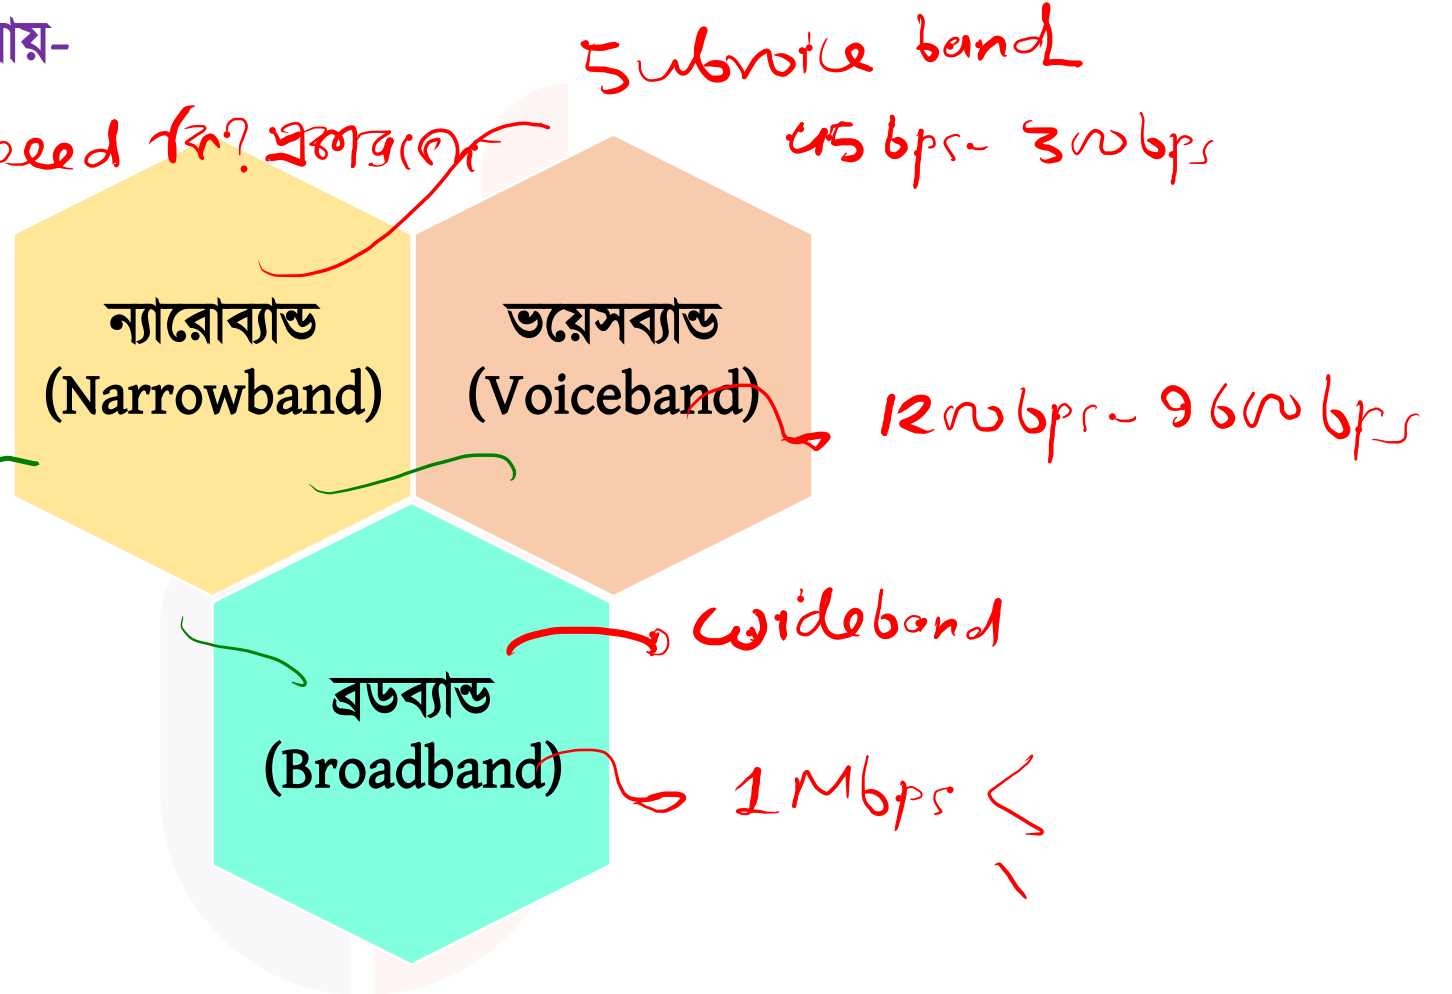 Subvoice band
45 bps - 300 bps
speed কি? প্রকারভেদ
ন্যারোব্যান্ড
(Narrowband)
ভয়েসব্যান্ড
(Voiceband)
1200 bps - 9600 bps
wideband
ব্রডব্যান্ড
(Broadband)
1 Mbps <